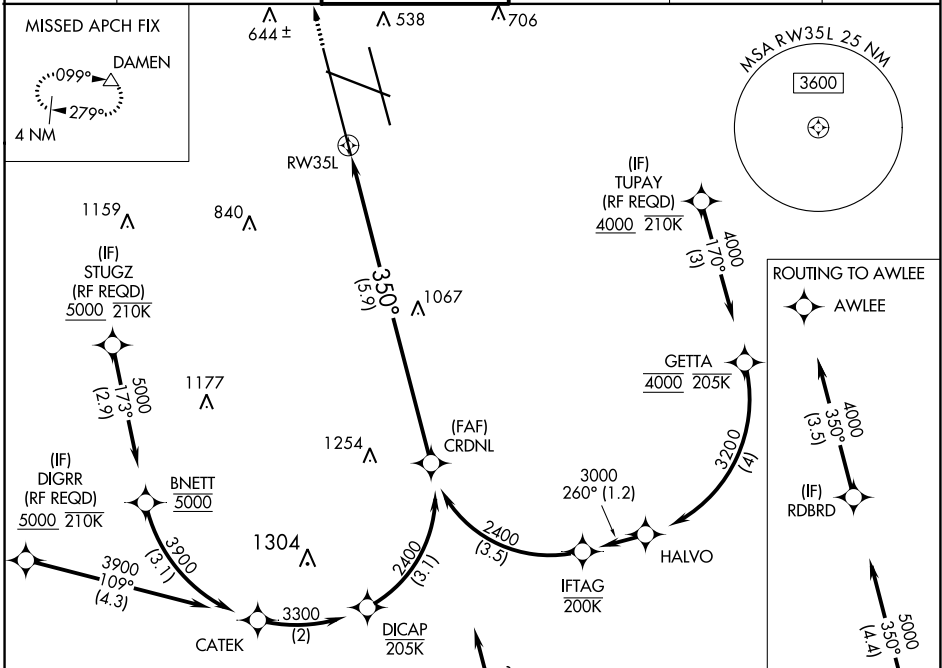 MISSED APCH FIX
DAMEN
099°
279°
4 NM
644 ±
538
706
MSA RW35L 25 NM
3600
RW35L
(IF)
TUPAY
(RF REQD)
4000 210K
4000
170°
(3)
1159
840
(IF)
STUGZ
(RF REQD)
5000 210K
5000
173°
(2.9)
350°
(5.9)
1067
GETTA
4000 205K
ROUTING TO AWLEE
AWLEE
4000
350°
(3.5)
(IF)
RDBRD
5000
350°
(4.4)
1177
1254
(FAF)
CRDNL
3200
(4)
(IF)
DIGRR
(RF REQD)
5000 210K
BNETT
5000
3000
260° (1.2)
HALVO
2400
(3.5)
IFTAG
200K
1304
3900
(3.1)
3900
109°
(4.3)
2400
(3.1)
3300
(2)
CATEK
DICAP
205K